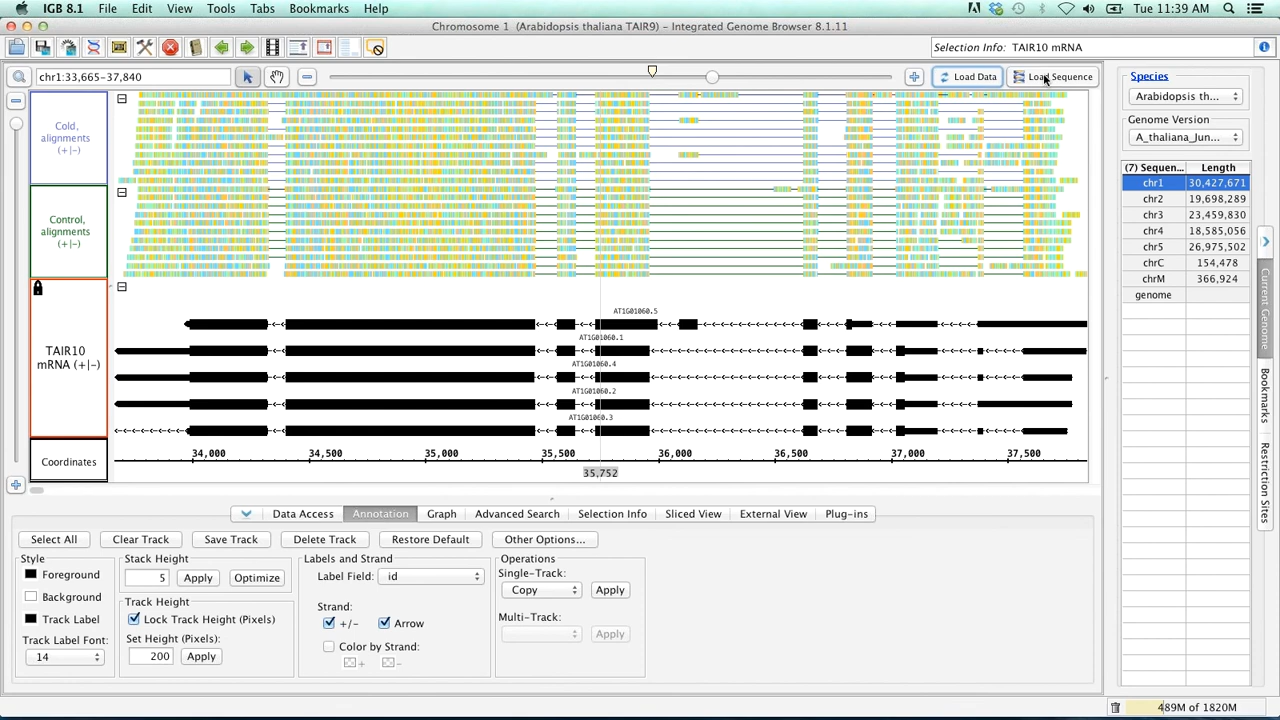 IGB 8.1 File Edit View Tools Tabs Bookmarks Help Tue 11:39 AM
Chromosome 1 (Arabidopsis thaliana TAIR9) - Integrated Genome Browser 8.1.11
Selection Info: TAIR10 mRNA
chr1:33,665-37,840 Load Data Load Sequence
Species
Arabidopsis th...
Genome Version
A_thaliana_Jun...
(7) Sequen... Length
chr1 30,427,671
chr2 19,698,289
chr3 23,459,830
chr4 18,585,056
chr5 26,975,502
chrC 154,478
chrM 366,924
genome
Current Genome
Bookmarks
Restriction Sites
Cold,
alignments
(+|-)
Control,
alignments
(+|-)
TAIR10
mRNA (+|-)
AT1G01060.5
AT1G01060.1
AT1G01060.4
AT1G01060.2
AT1G01060.3
Coordinates
34,000 34,500 35,000 35,500 36,000 36,500 37,000 37,500
35,752
Data Access Annotation Graph Advanced Search Selection Info Sliced View External View Plug-ins
Select All Clear Track Save Track Delete Track Restore Default Other Options...
Style
Foreground
Background
Track Label
Track Label Font:
14
Stack Height
5 Apply Optimize
Track Height
Lock Track Height (Pixels)
Set Height (Pixels)
200 Apply
Labels and Strand
Label Field: id
Strand:
+/- Arrow
Color by Strand:
+ -
Operations
Single-Track:
Copy Apply
Multi-Track:
Apply
489M of 1820M